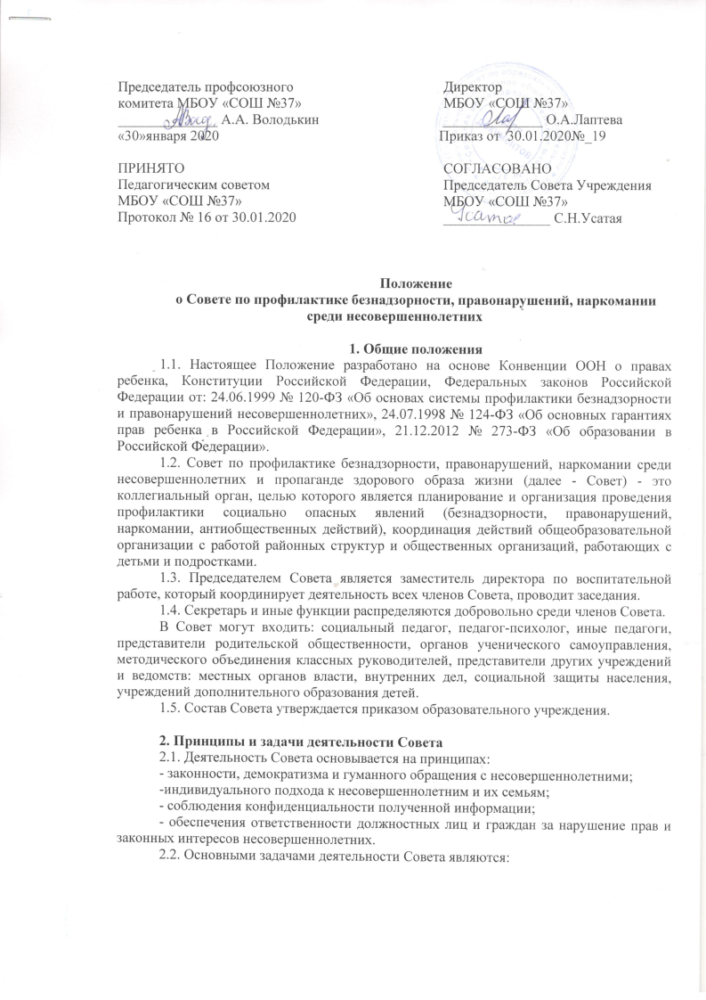 Председатель профсоюзного
комитета МБОУ «СОШ №37»
______________ А.А. Володькин
«30»января 2020
Директор
МБОУ «СОШ №37»
______________ О.А.Лаптева
Приказ от 30.01.2020№_19
ПРИНЯТО
Педагогическим советом
МБОУ «СОШ №37»
Протокол № 16 от 30.01.2020
СОГЛАСОВАНО
Председатель Совета Учреждения
МБОУ «СОШ №37»
_______________ С.Н.Усатая
Положение
о Совете по профилактике безнадзорности, правонарушений, наркомании
среди несовершеннолетних
1. Общие положения
1.1. Настоящее Положение разработано на основе Конвенции ООН о правах
ребенка, Конституции Российской Федерации, Федеральных законов Российской
Федерации от: 24.06.1999 № 120-ФЗ «Об основах системы профилактики безнадзорности
и правонарушений несовершеннолетних», 24.07.1998 № 124-ФЗ «Об основных гарантиях
прав ребенка в Российской Федерации», 21.12.2012 № 273-ФЗ «Об образовании в
Российской Федерации».
1.2. Совет по профилактике безнадзорности, правонарушений, наркомании среди
несовершеннолетних и пропаганде здорового образа жизни (далее - Совет) - это
коллегиальный орган, целью которого является планирование и организация проведения
профилактики социально опасных явлений (безнадзорности, правонарушений,
наркомании, антиобщественных действий), координация действий общеобразовательной
организации с работой районных структур и общественных организаций, работающих с
детьми и подростками.
1.3. Председателем Совета является заместитель директора по воспитательной
работе, который координирует деятельность всех членов Совета, проводит заседания.
1.4. Секретарь и иные функции распределяются добровольно среди членов Совета.
В Совет могут входить: социальный педагог, педагог-психолог, иные педагоги,
представители родительской общественности, органов ученического самоуправления,
методического объединения классных руководителей, представители других учреждений
и ведомств: местных органов власти, внутренних дел, социальной защиты населения,
учреждений дополнительного образования детей.
1.5. Состав Совета утверждается приказом образовательного учреждения.
2. Принципы и задачи деятельности Совета
2.1. Деятельность Совета основывается на принципах:
- законности, демократизма и гуманного обращения с несовершеннолетними;
-индивидуального подхода к несовершеннолетним и их семьям;
- соблюдения конфиденциальности полученной информации;
- обеспечения ответственности должностных лиц и граждан за нарушение прав и
законных интересов несовершеннолетних.
2.2. Основными задачами деятельности Совета являются: